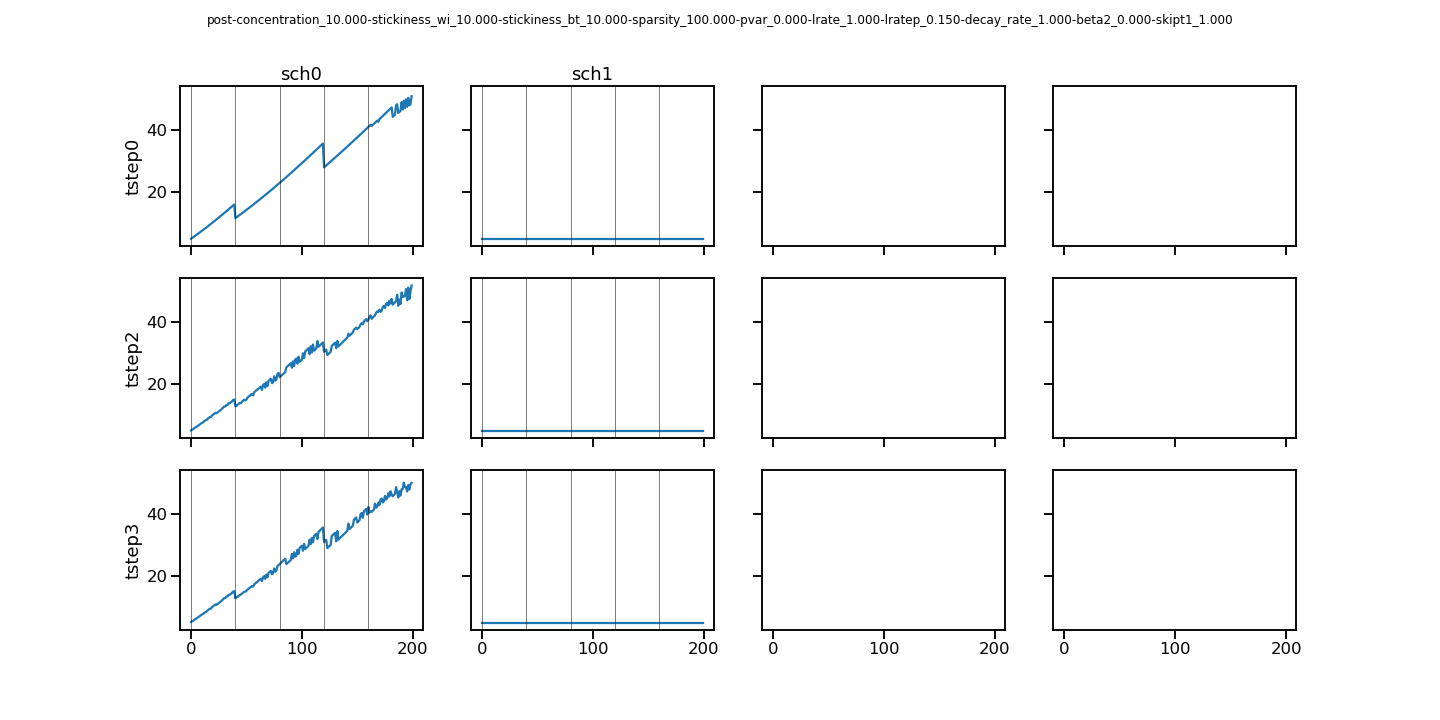 post-concentration_10.000-stickiness_wi_10.000-stickiness_bt_10.000-sparsity_100.000-pvar_0.000-lrate_1.000-lratep_0.150-decay_rate_1.000-beta2_0.000-skipt1_1.000
sch0 sch1
tstep0 40 20
tstep2 40 20
tstep3 40 20
0 100 200 0 100 200 0 100 200 0 100 200